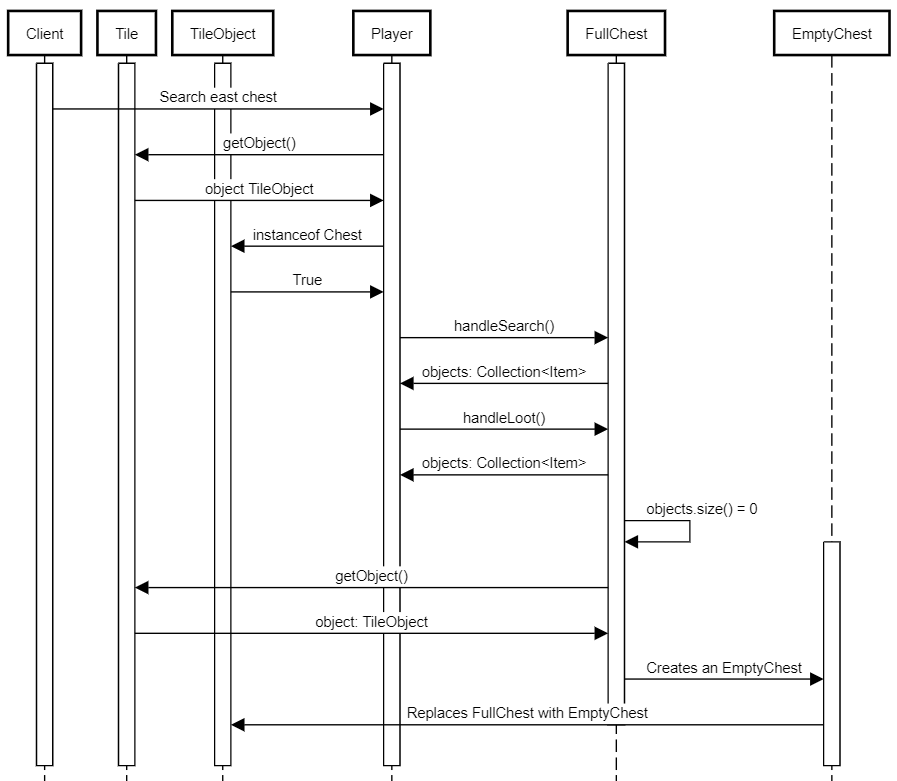 Client
Tile
TileObject
Player
FullChest
EmptyChest
Search east chest
getObject()
object TileObject
instanceof Chest
True
handleSearch()
objects: Collection<Item>
handleLoot()
objects: Collection<Item>
objects.size() = 0
getObject()
object: TileObject
Creates an EmptyChest
Replaces FullChest with EmptyChest